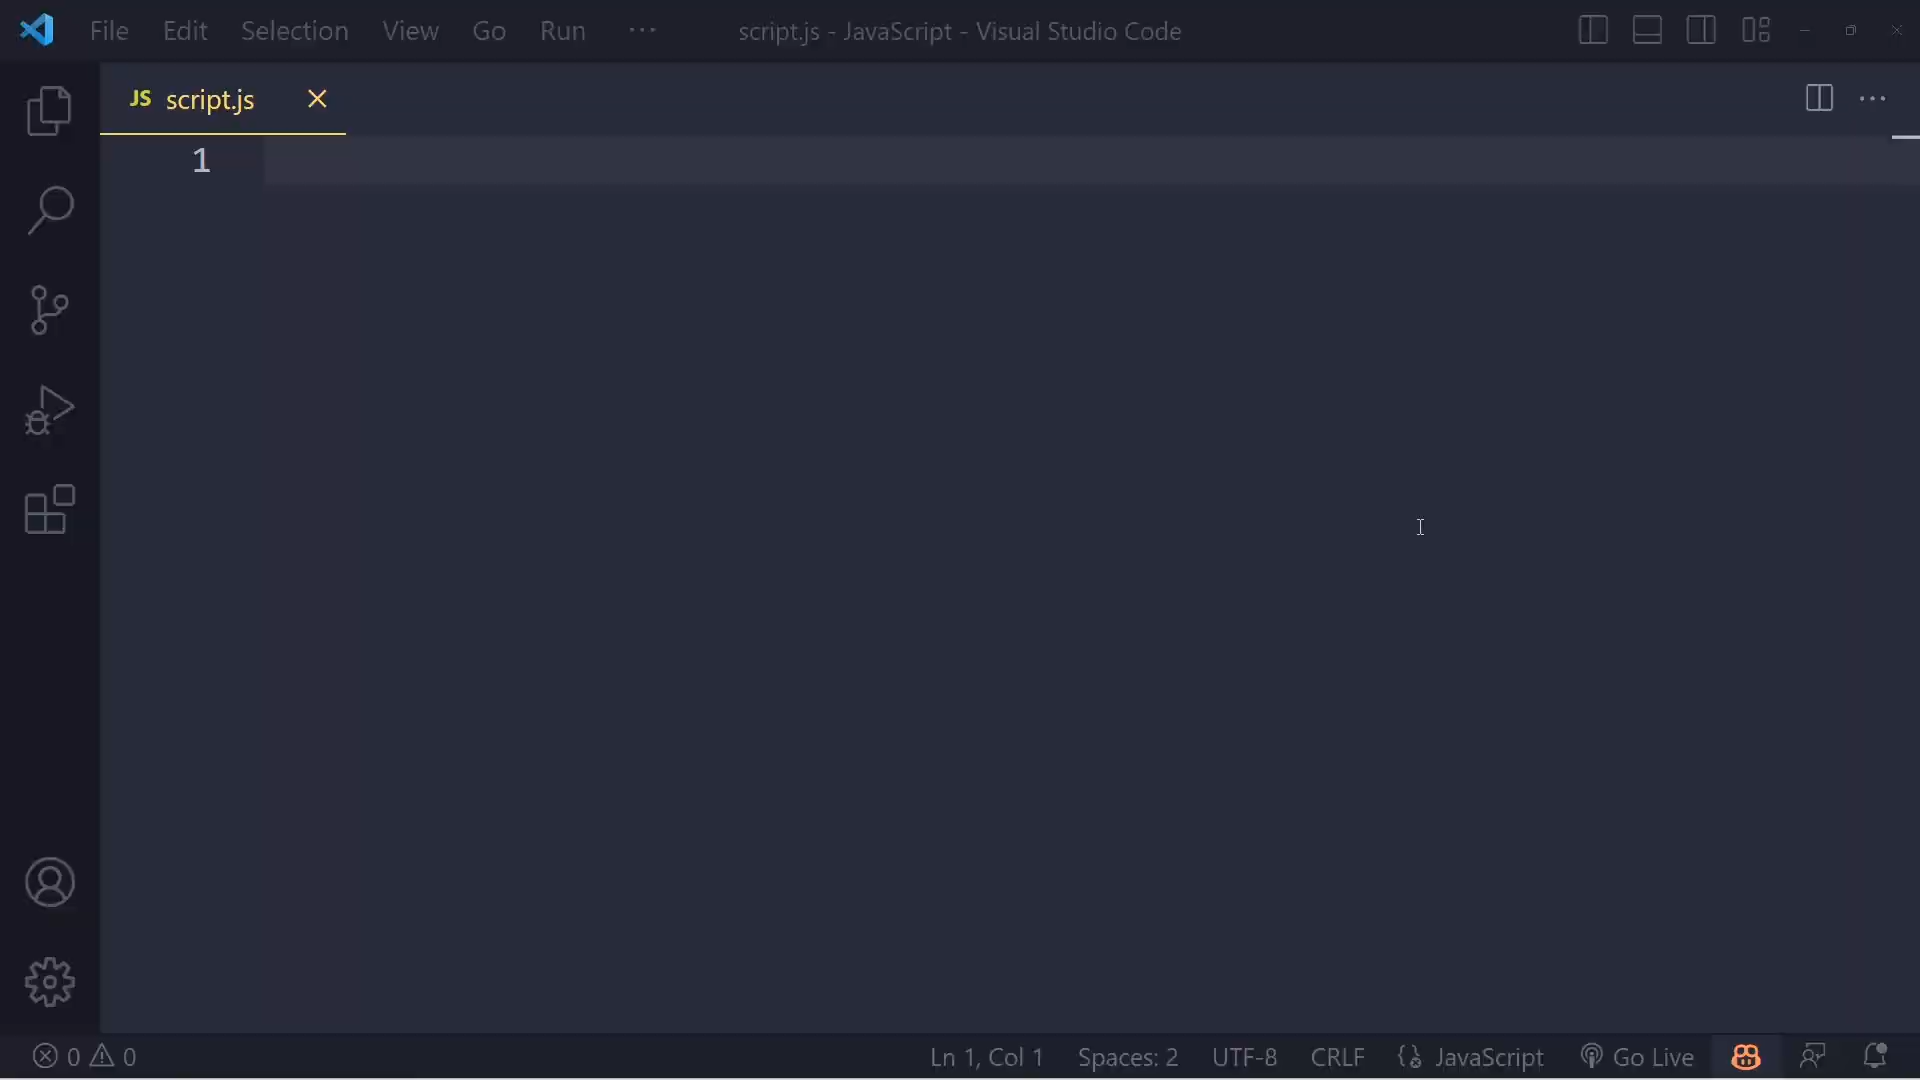 File Edit Selection View Go Run ··· script.js - JavaScript - Visual Studio Code
JS script.js
1
0 0 Ln 1, Col 1 Spaces: 2 UTF-8 CRLF JavaScript Go Live